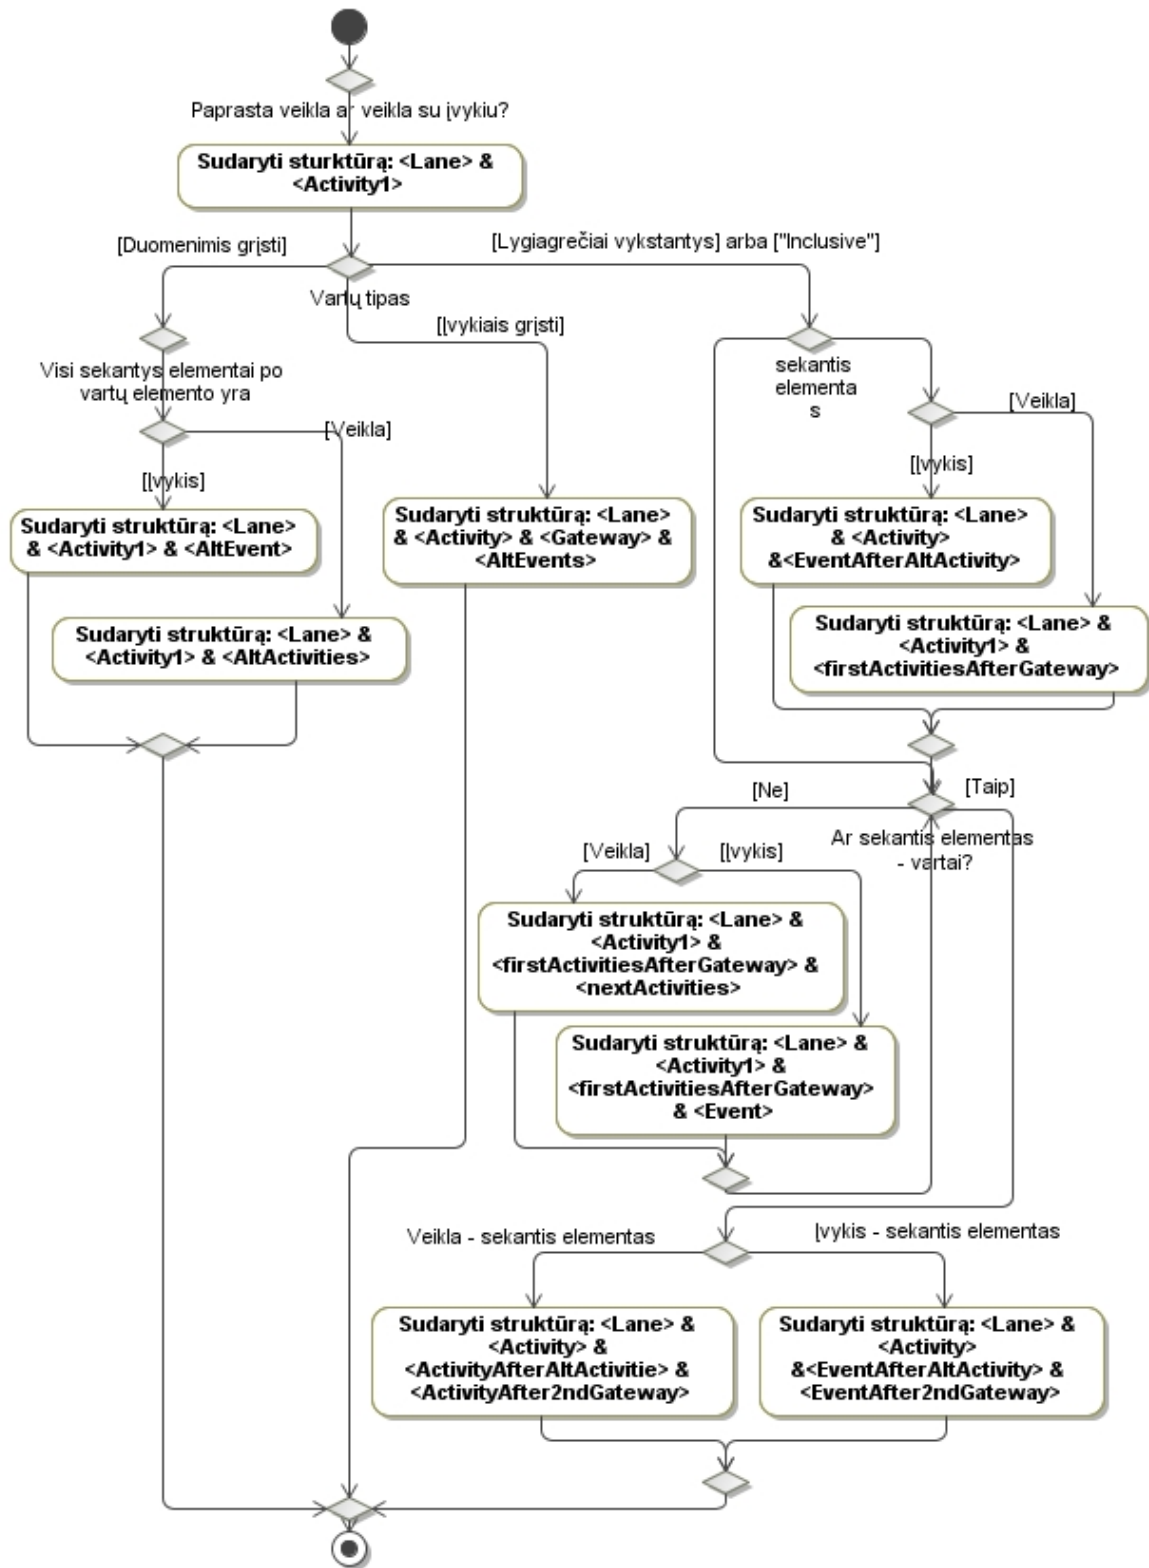 Paprasta veikla ar veikla su įvykiu?
Sudaryti sturktūrą: <Lane> &
<Activity1>
[Duomenimis grįsti]
[Lygiagrečiai vykstantys] arba ["Inclusive"]
Vartų tipas
[Įvykiais grįsti]
Visi sekantys elementai po
vartų elemento yra
sekantis
elementa
s
[Veikla]
[Veikla]
[Įvykis]
[Įvykis]
Sudaryti struktūrą: <Lane>
& <Activity1> & <AltEvent>
Sudaryti struktūrą: <Lane>
& <Activity> & <Gateway> &
<AltEvents>
Sudaryti struktūrą: <Lane>
& <Activity>
&<EventAfterAltActivity>
Sudaryti struktūrą: <Lane> &
<Activity1> & <AltActivities>
Sudaryti struktūrą: <Lane> &
<Activity1> &
<firstActivitiesAfterGateway>
[Ne]
[Taip]
Ar sekantis elementas
- vartai?
[Veikla]
[Įvykis]
Sudaryti struktūrą: <Lane> &
<Activity1> &
<firstActivitiesAfterGateway> &
<nextActivities>
Sudaryti struktūrą: <Lane> &
<Activity1> &
<firstActivitiesAfterGateway>
& <Event>
Veikla - sekantis elementas
Įvykis - sekantis elementas
Sudaryti struktūrą: <Lane> &
<Activity> &
<ActivityAfterAltActivitie> &
<ActivityAfter2ndGateway>
Sudaryti struktūrą: <Lane> &
<Activity>
&<EventAfterAltActivity> &
<EventAfter2ndGateway>